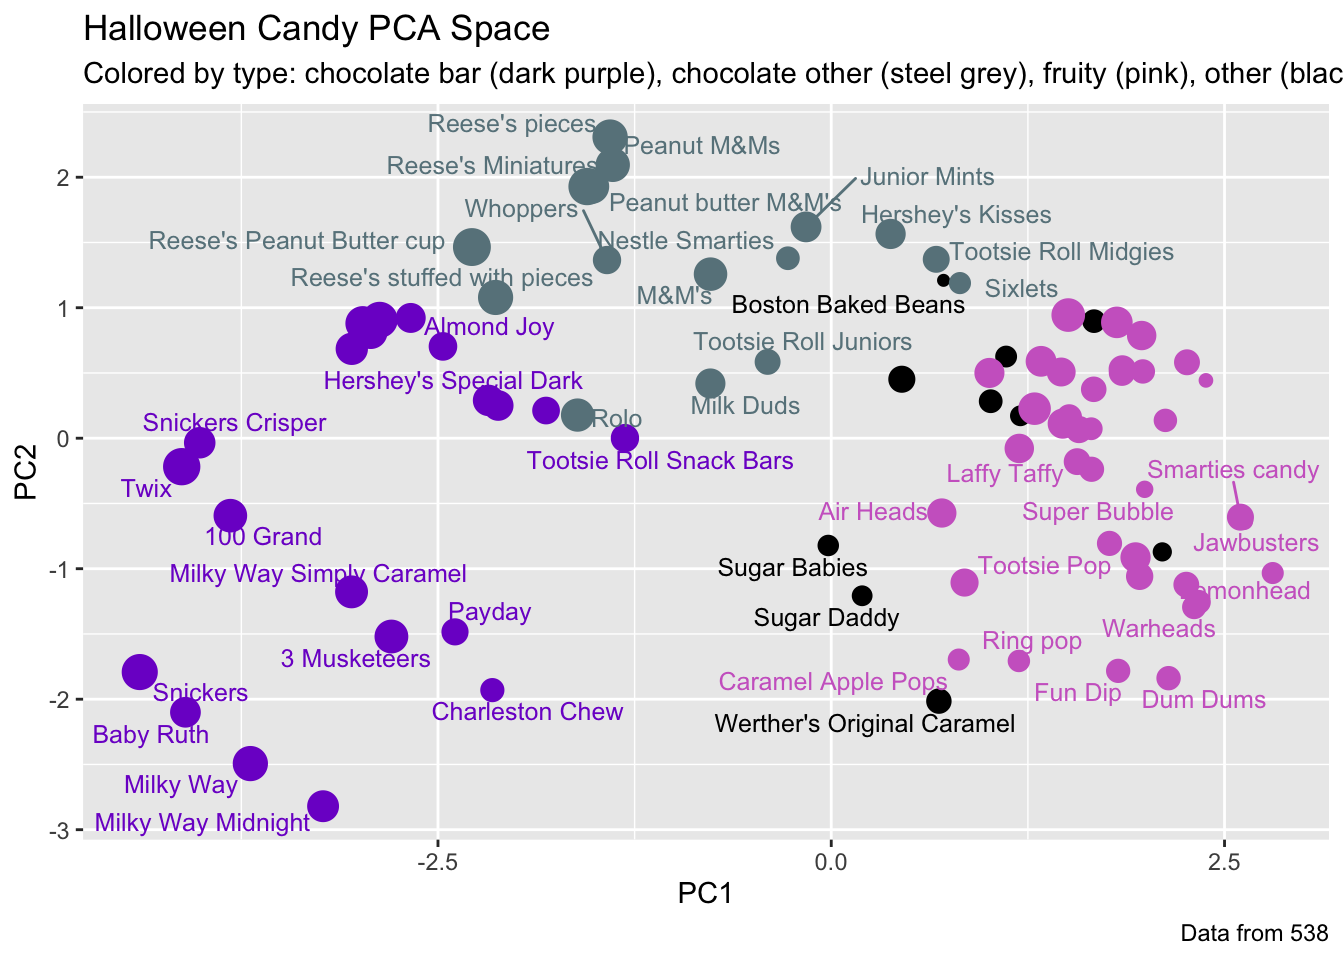 Halloween Candy PCA Space
Colored by type: chocolate bar (dark purple), chocolate other (steel grey), fruity (pink), other (blac
Reese's pieces
Peanut M&Ms
Reese's Miniatures
Junior Mints
Peanut butter M&M's
Whoppers
Hershey's Kisses
Reese's Peanut Butter cup
Nestle Smarties
Tootsie Roll Midgies
Reese's stuffed with pieces
Sixlets
M&M's
Boston Baked Beans
Almond Joy
Tootsie Roll Juniors
Hershey's Special Dark
Milk Duds
Rolo
Snickers Crisper
Tootsie Roll Snack Bars
Laffy Taffy
Smarties candy
Twix
Air Heads
Super Bubble
100 Grand
Jawbusters
Sugar Babies
Tootsie Pop
Milky Way Simply Caramel
Lemonhead
Payday
Sugar Daddy
Warheads
Ring pop
3 Musketeers
Caramel Apple Pops
Snickers
Fun Dip
Dum Dums
Charleston Chew
Werther's Original Caramel
Baby Ruth
Milky Way
Milky Way Midnight
2
1
0
-1
-2
-3
PC2
-2.5
0.0
2.5
PC1
Data from 538